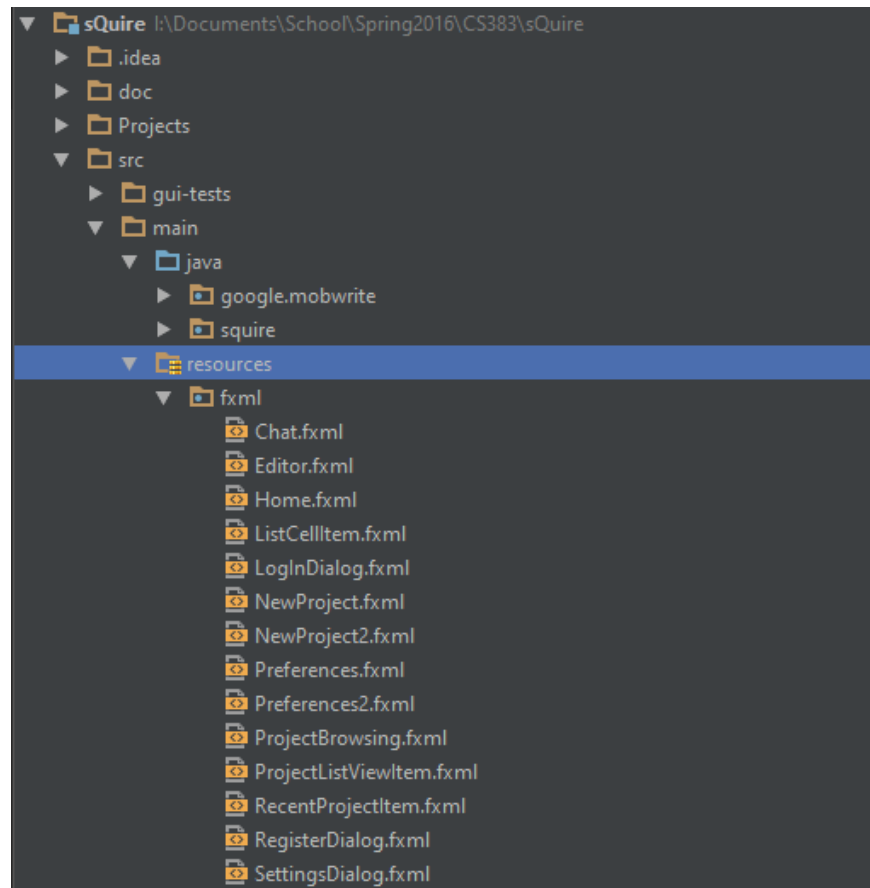 sQuire I:\Documents\School\Spring2016\CS383\sQuire
.idea
doc
Projects
src
gui-tests
main
java
google.mobwrite
squire
resources
fxml
Chat.fxml
Editor.fxml
Home.fxml
ListCellItem.fxml
LogInDialog.fxml
NewProject.fxml
NewProject2.fxml
Preferences.fxml
Preferences2.fxml
ProjectBrowsing.fxml
ProjectListViewItem.fxml
RecentProjectItem.fxml
RegisterDialog.fxml
SettingsDialog.fxml